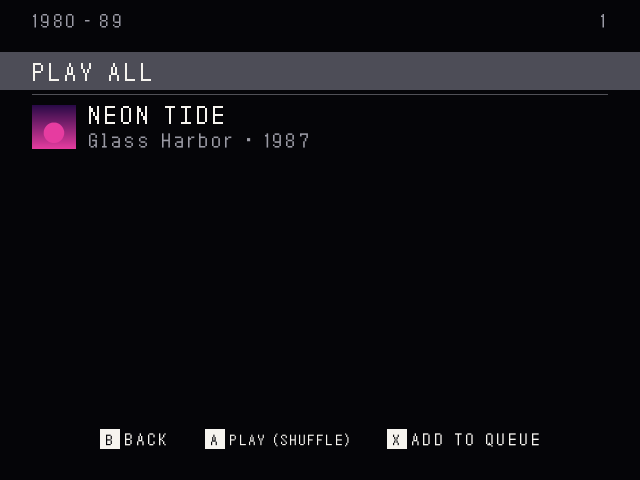 1980 - 89 1
PLAY ALL
NEON TIDE
Glass Harbor · 1987
B BACK A PLAY (SHUFFLE) X ADD TO QUEUE